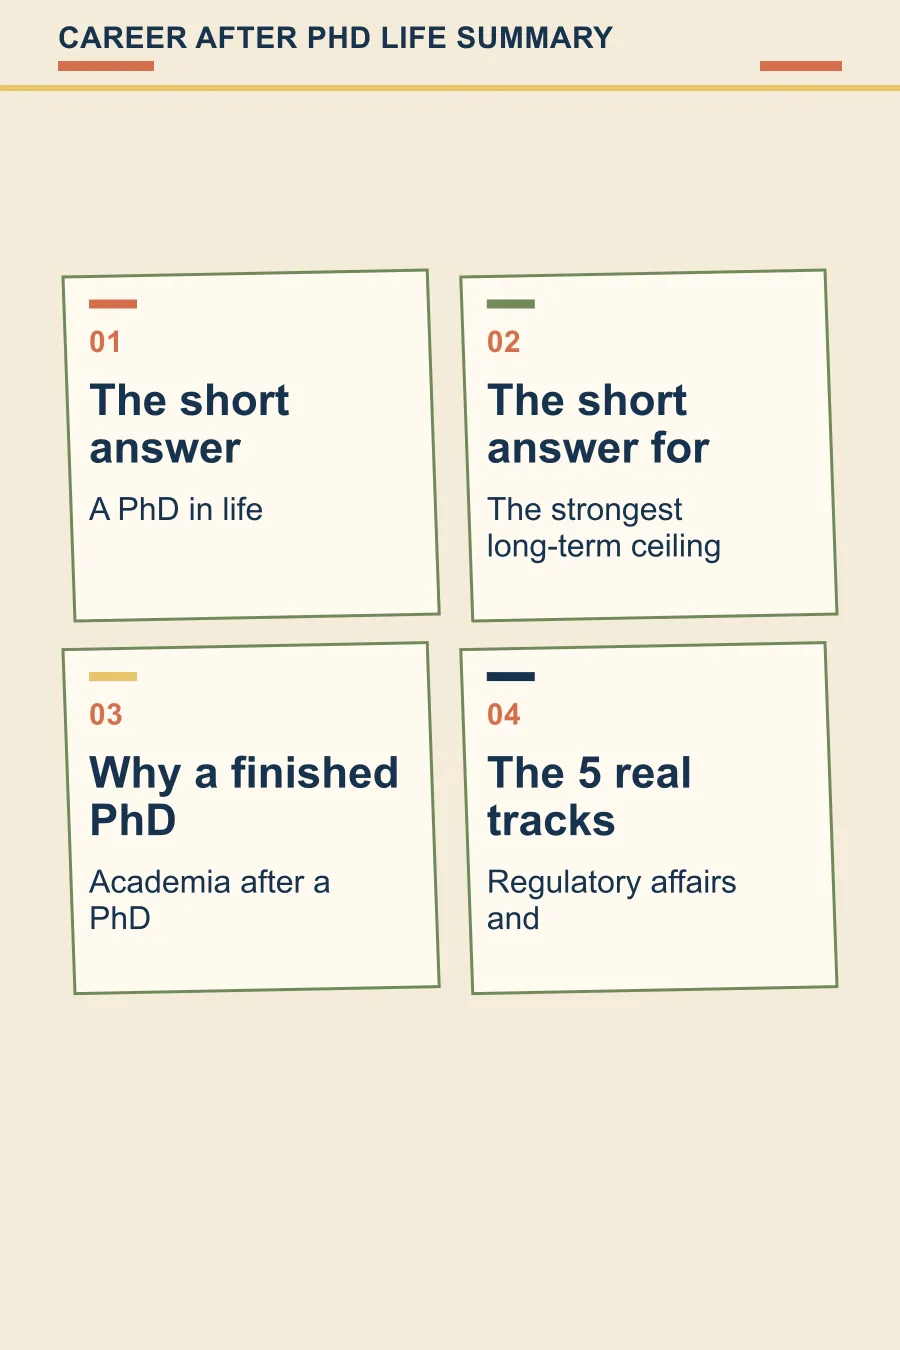 CAREER AFTER PHD LIFE SUMMARY
01
The short
answer
A PhD in life
02
The short
answer for
The strongest
long-term ceiling
03
Why a finished
PhD
Academia after a
PhD
04
The 5 real
tracks
Regulatory affairs
and